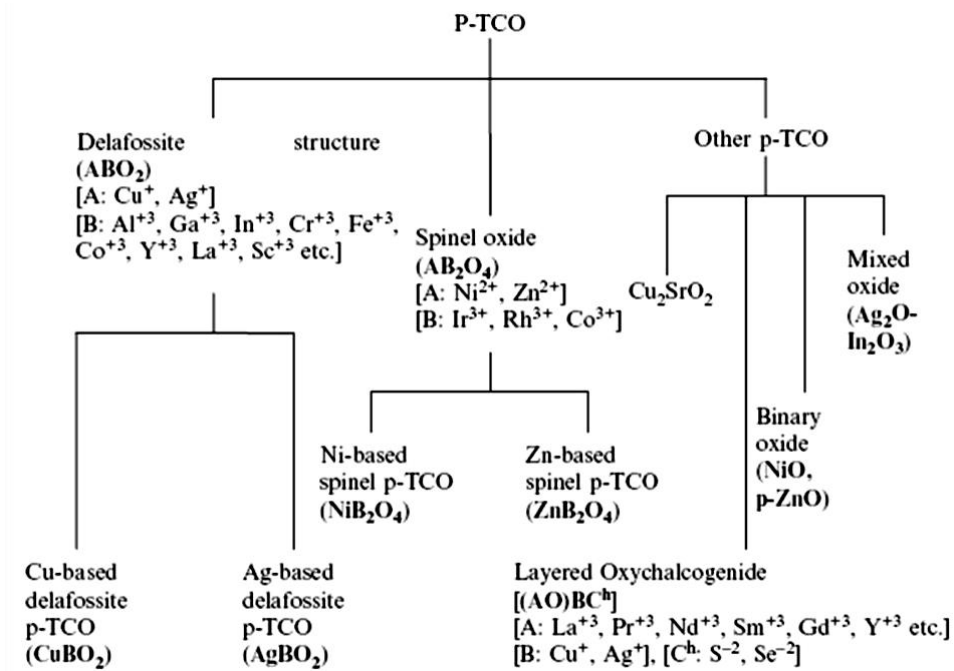 P-TCO
Delafossite structure
(ABO₂)
[A: Cu⁺, Ag⁺]
[B: Al⁺³, Ga⁺³, In⁺³, Cr⁺³, Fe⁺³,
Co⁺³, Y⁺³, La⁺³, Sc⁺³ etc.]
Spinel oxide
(AB₂O₄)
[A: Ni²⁺, Zn²⁺]
[B: Ir³⁺, Rh³⁺, Co³⁺]
Other p-TCO
Cu₂SrO₂
Mixed
oxide
(Ag₂O-
In₂O₃)
Binary
oxide
(NiO,
p-ZnO)
Ni-based
spinel p-TCO
(NiB₂O₄)
Zn-based
spinel p-TCO
(ZnB₂O₄)
Cu-based
delafossite
p-TCO
(CuBO₂)
Ag-based
delafossite
p-TCO
(AgBO₂)
Layered Oxychalcogenide
[(AO)BCʰ]
[A: La⁺³, Pr⁺³, Nd⁺³, Sm⁺³, Gd⁺³, Y⁺³ etc.]
[B: Cu⁺, Ag⁺], [Cʰ: S⁻², Se⁻²]